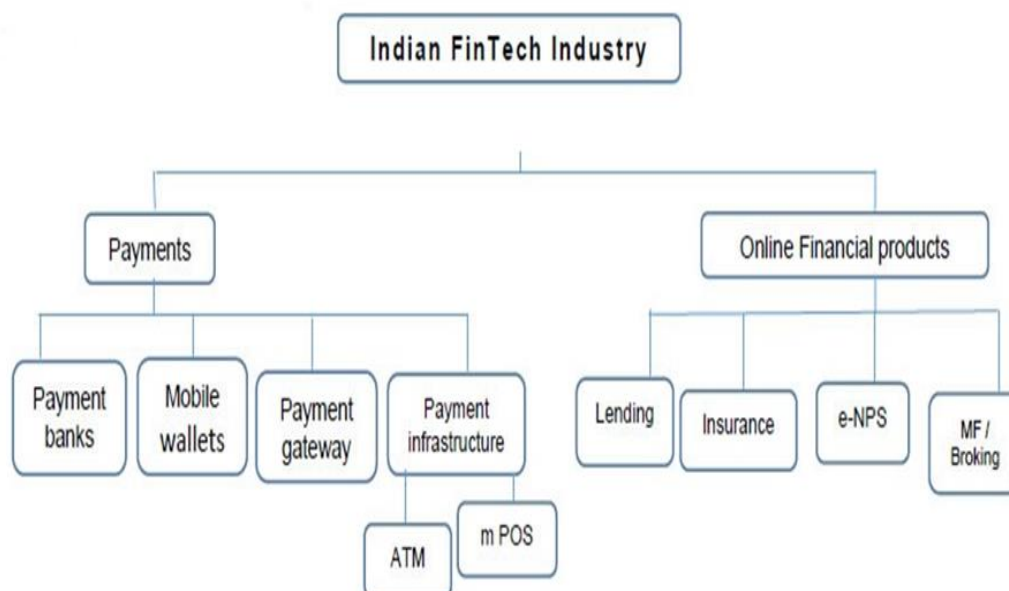 Indian FinTech Industry
Payments
Online Financial products
Payment
banks
Mobile
wallets
Payment
gateway
Payment
infrastructure
Lending
Insurance
e-NPS
MF /
Broking
ATM
m POS